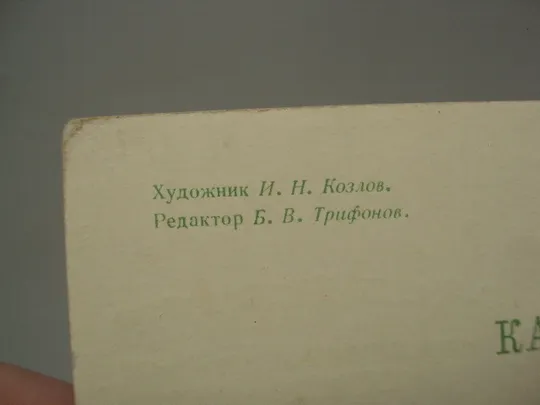 Художник И. Н. Козлов.
Редактор Б. В. Трифонов.